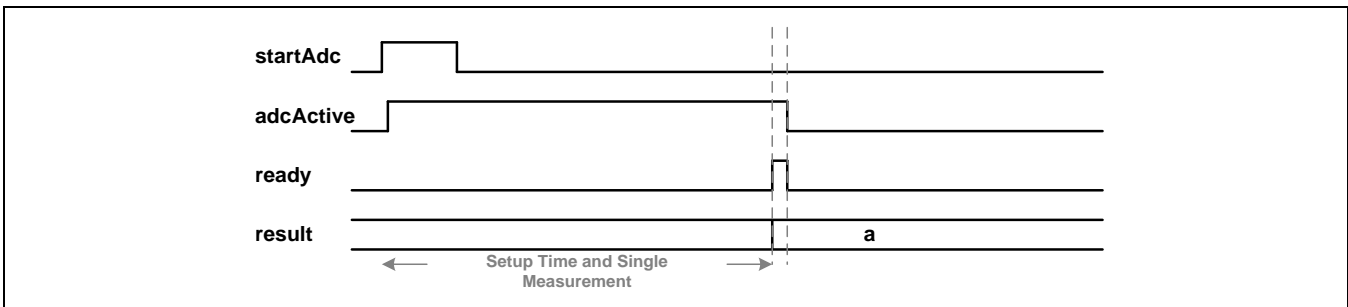 startAdc
adcActive
ready
result
a
Setup Time and Single
Measurement